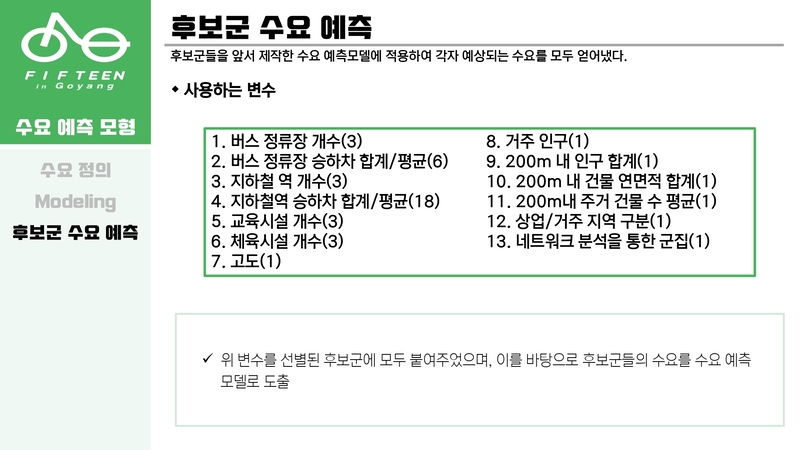 FIFTEEN
in Goyang
수요 예측 모형
수요 정의
Modeling
후보군 수요 예측
후보군 수요 예측
후보군들을 앞서 제작한 수요 예측모델에 적용하여 각자 예상되는 수요를 모두 얻어냈다.
◆ 사용하는 변수
1. 버스 정류장 개수(3)
2. 버스 정류장 승하차 합계/평균(6)
3. 지하철 역 개수(3)
4. 지하철역 승하차 합계/평균(18)
5. 교육시설 개수(3)
6. 체육시설 개수(3)
7. 고도(1)
8. 거주 인구(1)
9. 200m 내 인구 합계(1)
10. 200m 내 건물 연면적 합계(1)
11. 200m내 주거 건물 수 평균(1)
12. 상업/거주 지역 구분(1)
13. 네트워크 분석을 통한 군집(1)
✓ 위 변수를 선별된 후보군에 모두 붙여주었으며, 이를 바탕으로 후보군들의 수요를 수요 예측
모델로 도출